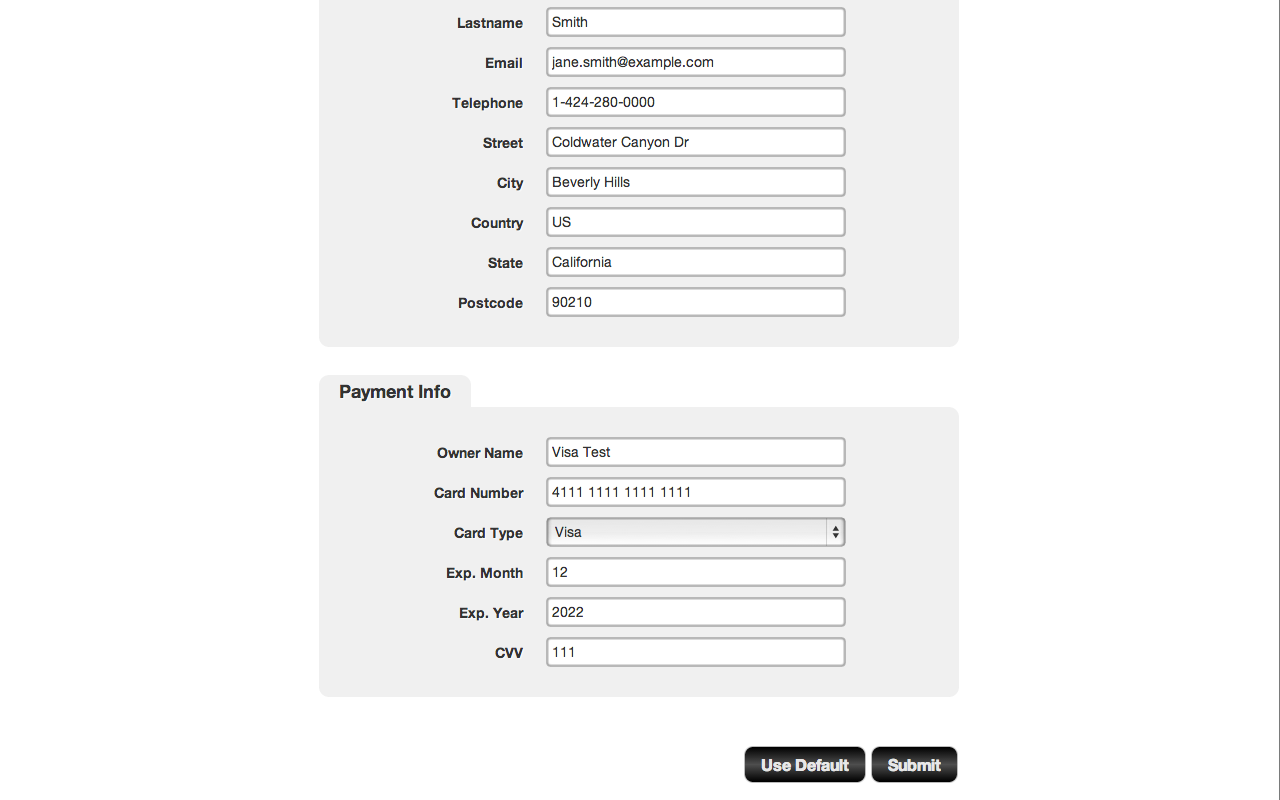 Lastname Smith
Email jane.smith@example.com
Telephone 1-424-280-0000
Street Coldwater Canyon Dr
City Beverly Hills
Country US
State California
Postcode 90210
Payment Info
Owner Name Visa Test
Card Number 4111 1111 1111 1111
Card Type Visa
Exp. Month 12
Exp. Year 2022
CVV 111
Use Default Submit